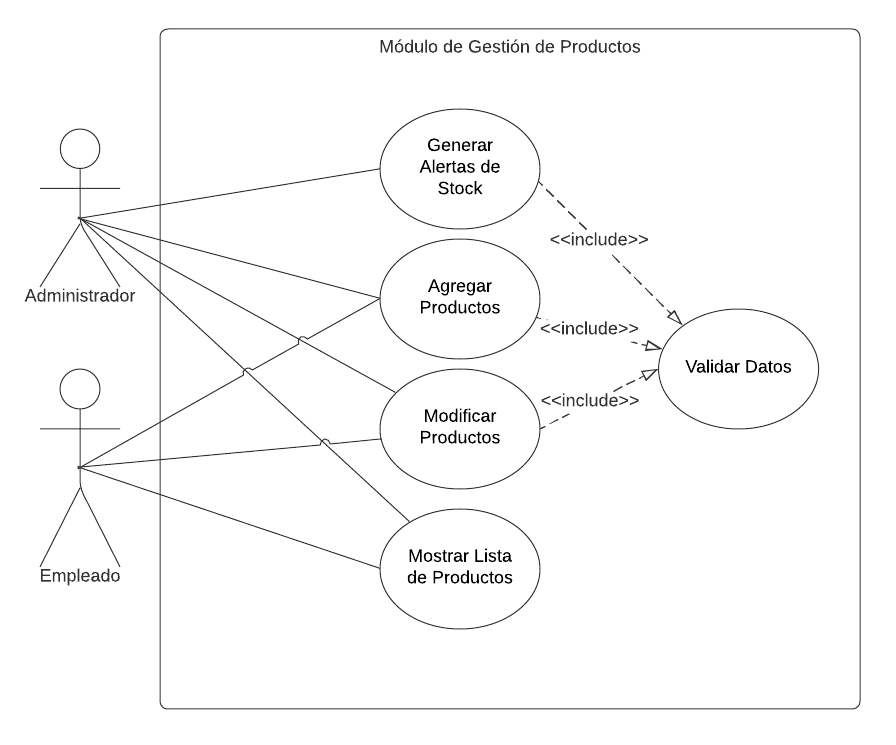 Módulo de Gestión de Productos
Generar
Alertas de
Stock
<<include>>
Administrador
Agregar
Productos
<<include>>
Validar Datos
<<include>>
Modificar
Productos
Mostrar Lista
de Productos
Empleado